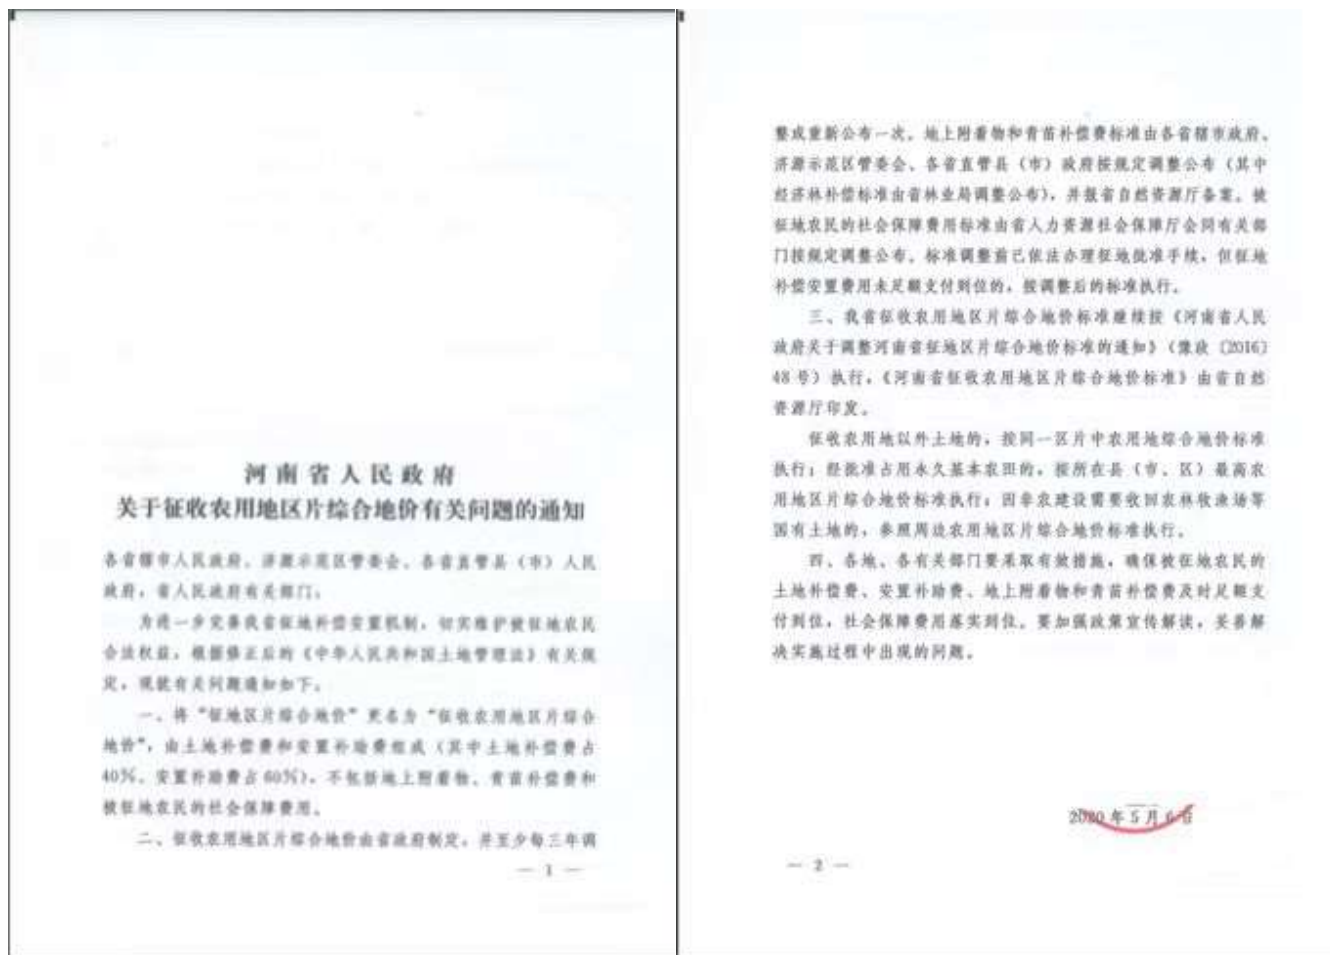 河南省人民政府
关于征收农用地区片综合地价有关问题的通知
各省辖市人民政府、济源示范区管委会、各省直管县（市）人民
政府，省人民政府有关部门：
为进一步完善我省征地补偿安置机制，切实维护被征地农民
合法权益，根据修正后的《中华人民共和国土地管理法》有关规
定，现就有关问题通知如下。
一、将“征地区片综合地价”更名为“征收农用地区片综合
地价”，由土地补偿费和安置补助费组成（其中土地补偿费占
40%、安置补助费占60%），不包括地上附着物、青苗补偿费和
被征地农民的社会保障费用。
二、征收农用地区片综合地价由省政府制定，并至少每三年调
— 1 —
整或重新公布一次。地上附着物和青苗补偿费标准由各省辖市政府、
济源示范区管委会、各省直管县（市）政府按规定调整公布（其中
经济林补偿标准由省林业局调整公布），并报省自然资源厅备案。被
征地农民的社会保障费用标准由省人力资源社会保障厅会同有关部
门按规定调整公布。标准调整前已依法办理征地批准手续，但征地
补偿安置费用未足额支付到位的，按调整后的标准执行。
三、我省征收农用地区片综合地价标准继续按《河南省人民
政府关于调整河南省征地区片综合地价标准的通知》（豫政〔2016〕
48号）执行，《河南省征收农用地区片综合地价标准》由省自然
资源厅印发。
征收农用地以外土地的，按同一区片中农用地综合地价标准
执行；经批准占用永久基本农田的，按所在县（市、区）最高农
用地区片综合地价标准执行；因非农建设需要收回农林牧渔场等
国有土地的，参照周边农用地区片综合地价标准执行。
四、各地、各有关部门要采取有效措施，确保被征地农民的
土地补偿费、安置补助费、地上附着物和青苗补偿费及时足额支
付到位，社会保障费用落实到位。要加强政策宣传解读，妥善解
决实施过程中出现的问题。
2020年5月6日
— 2 —